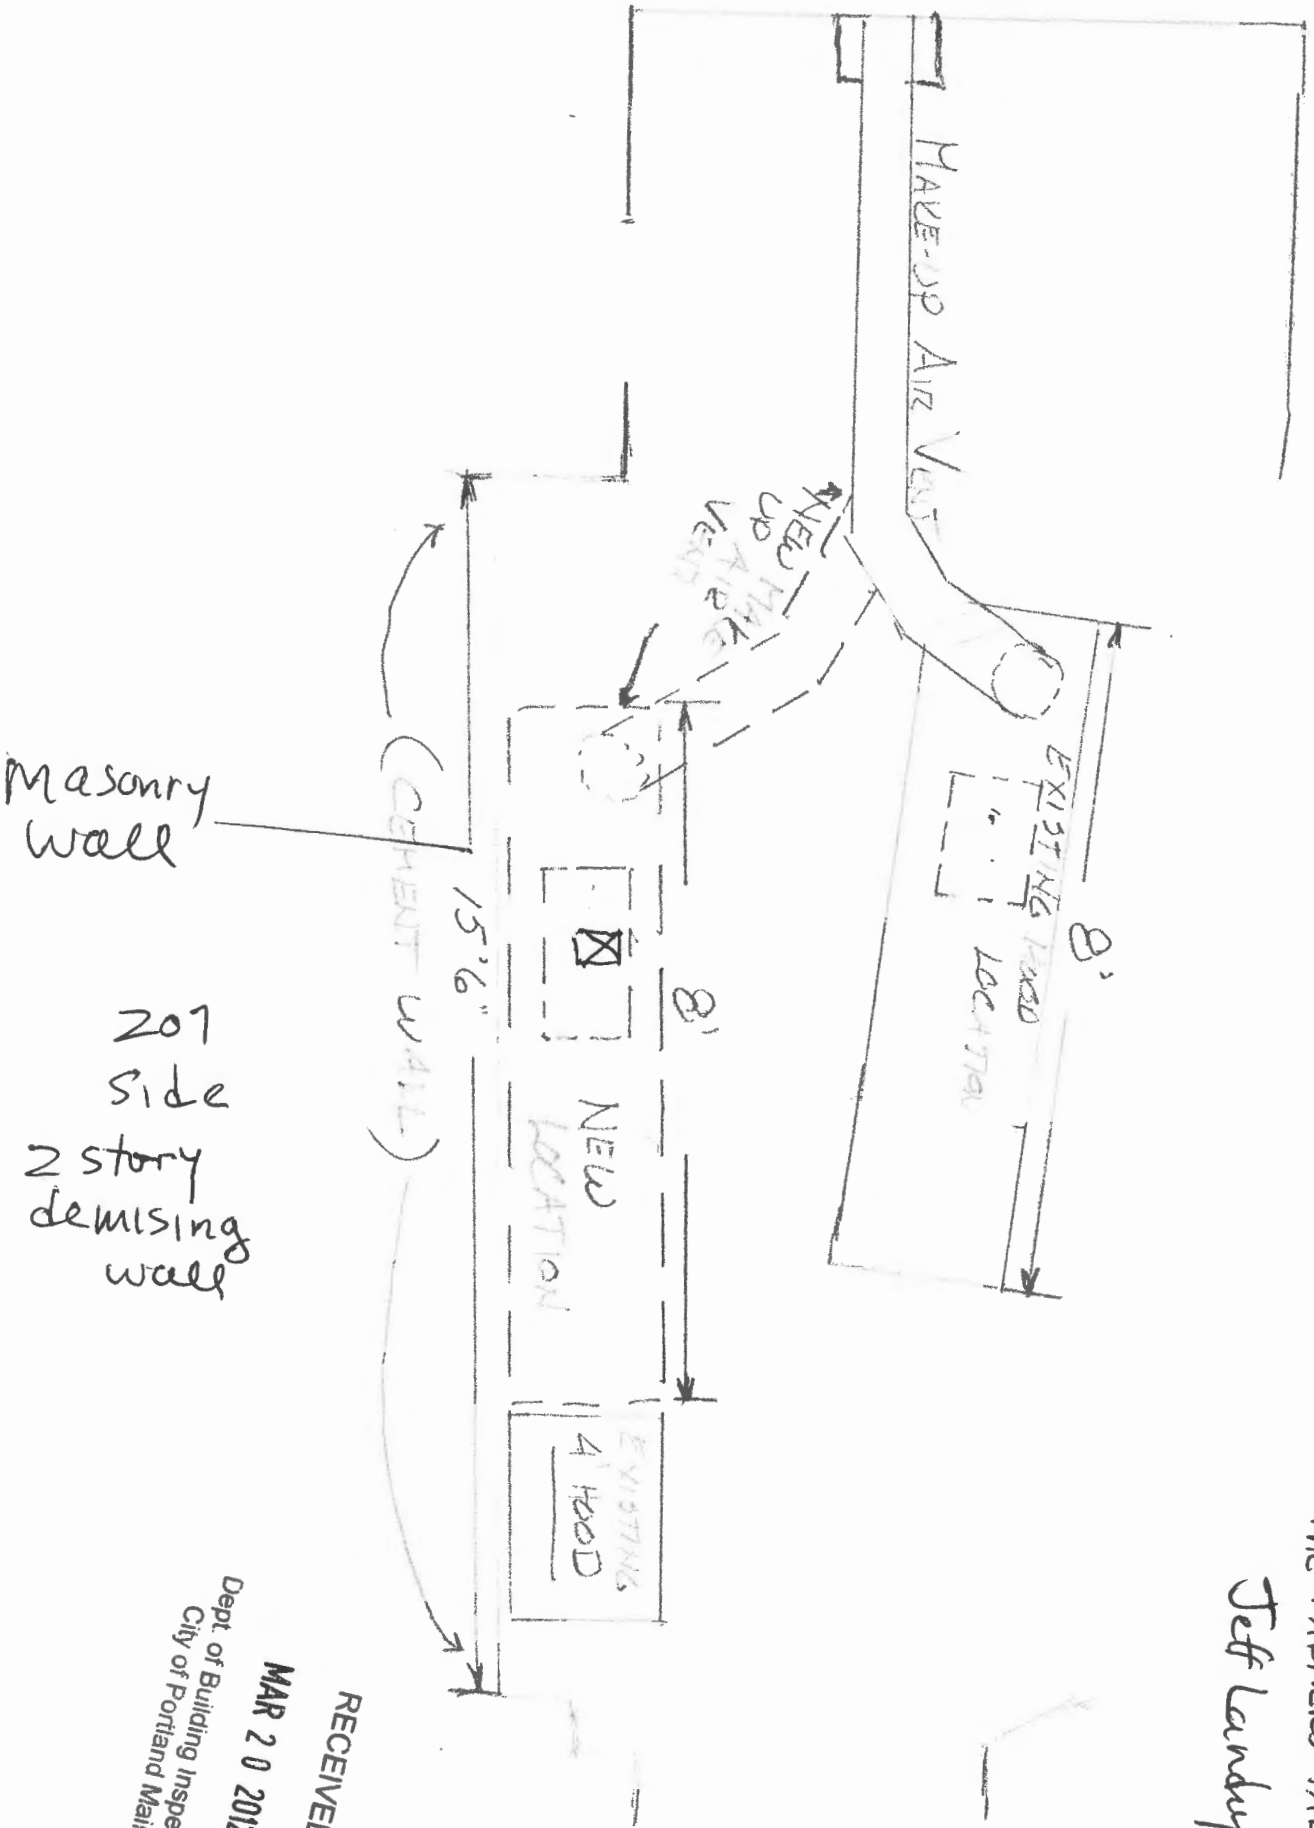 MAKE-UP AIR VENT
NEW MAKE
UP AIR
VENT
EXISTING HOOD
LOCATION
8'
8'
Masonry
wall
(CEMENT WALL)
15'6"
NEW
LOCATION
EXISTING
4' HOOD
207
Side
2 story
demising
wall
Jeff Landry
RECEIVED
MAR 20 2012
Dept. of Building Inspe
City of Portland Main